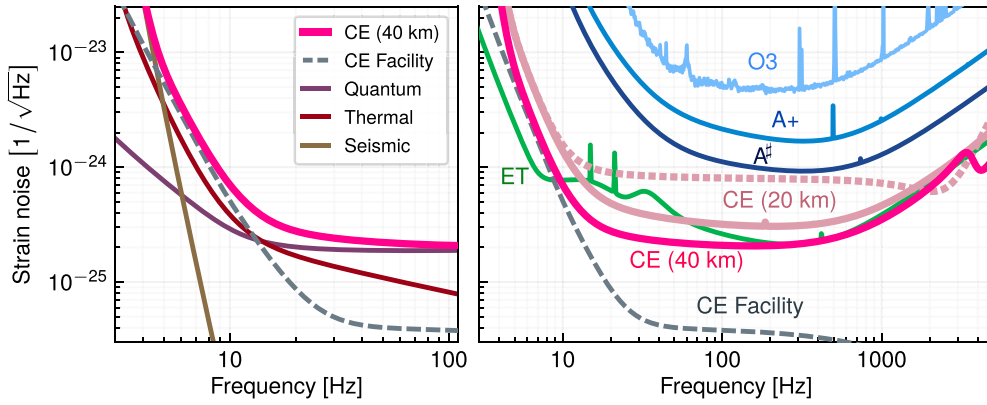 Strain noise [1/√Hz]
10⁻²³
10⁻²⁴
10⁻²⁵
CE (40 km)
CE Facility
Quantum
Thermal
Seismic
10
100
Frequency [Hz]
O3
A+
A♯
ET
CE (20 km)
CE (40 km)
CE Facility
10
100
1000
Frequency [Hz]